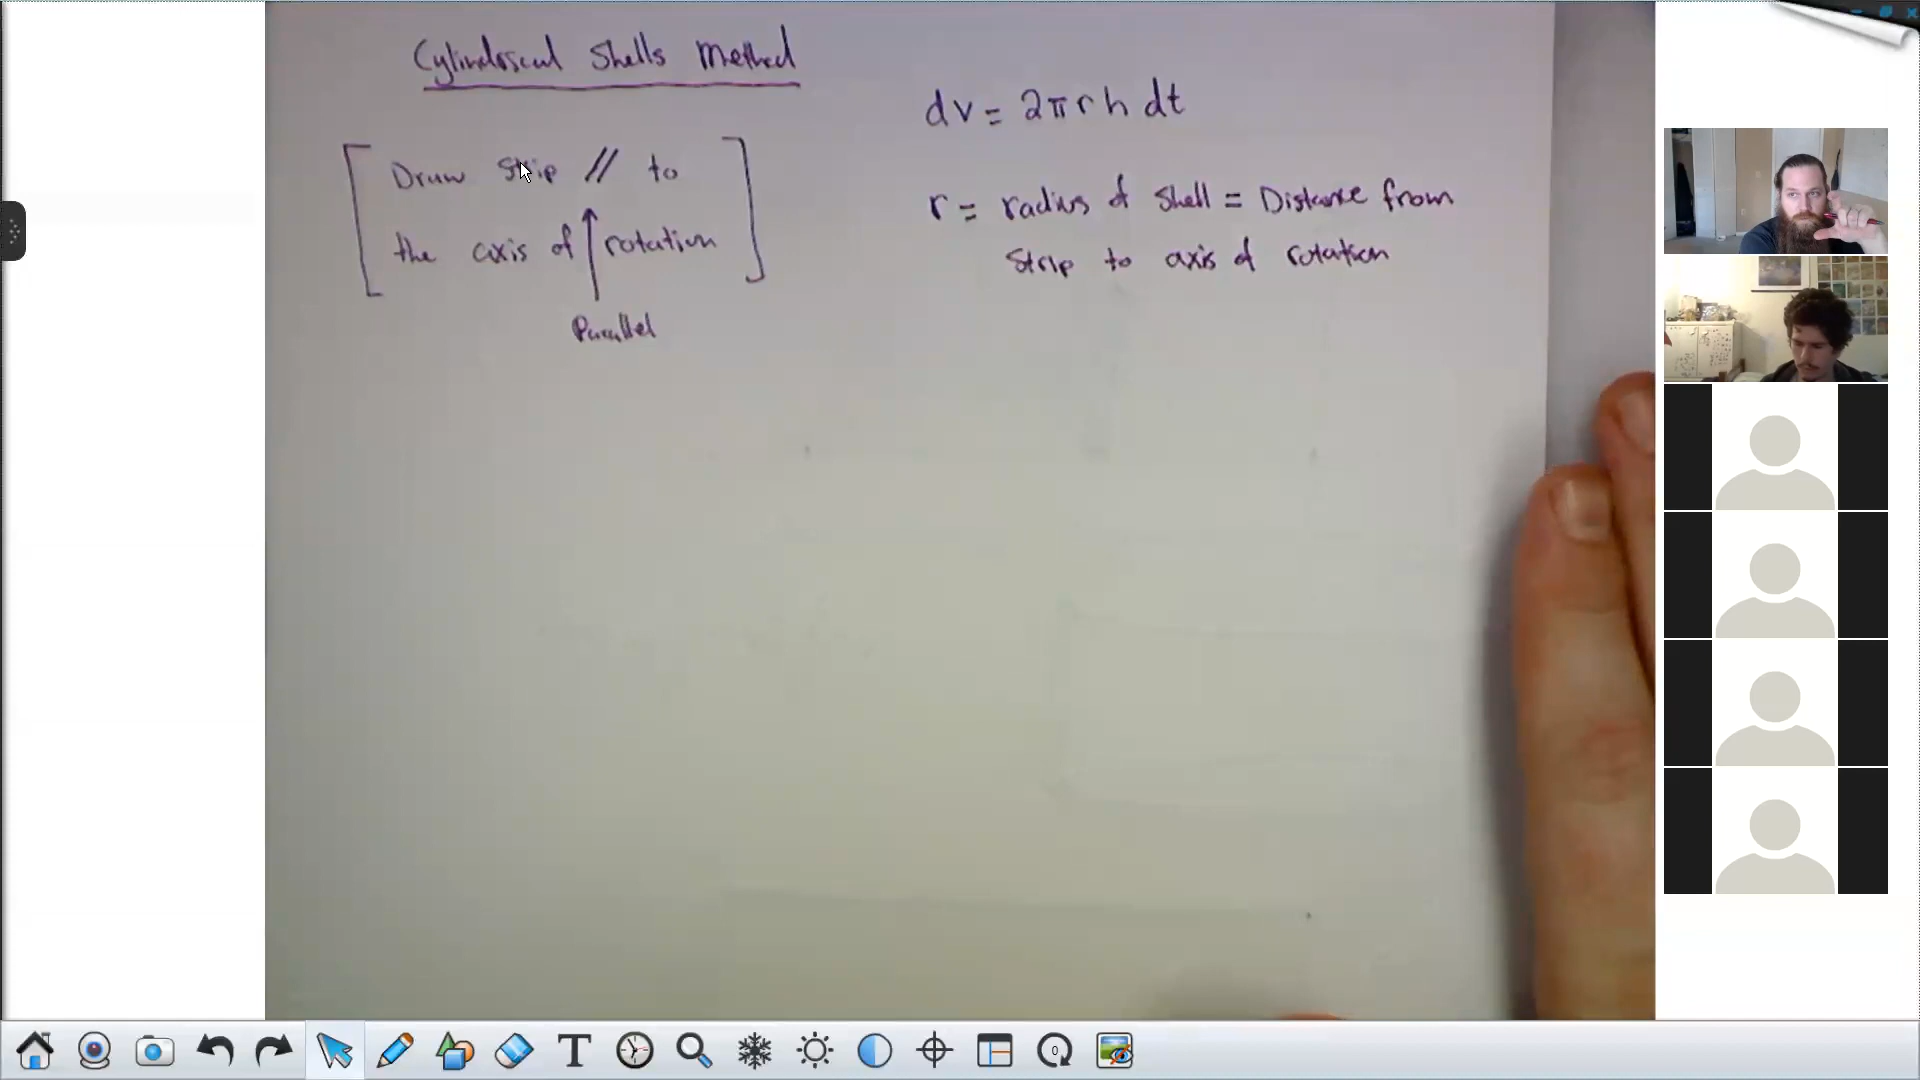 Cylindrical Shells Method
dv = 2πrh dt
[Draw Strip // to
the axis of rotation]
Parallel
r = radius of shell = Distance from
Strip to axis of rotation
T
0